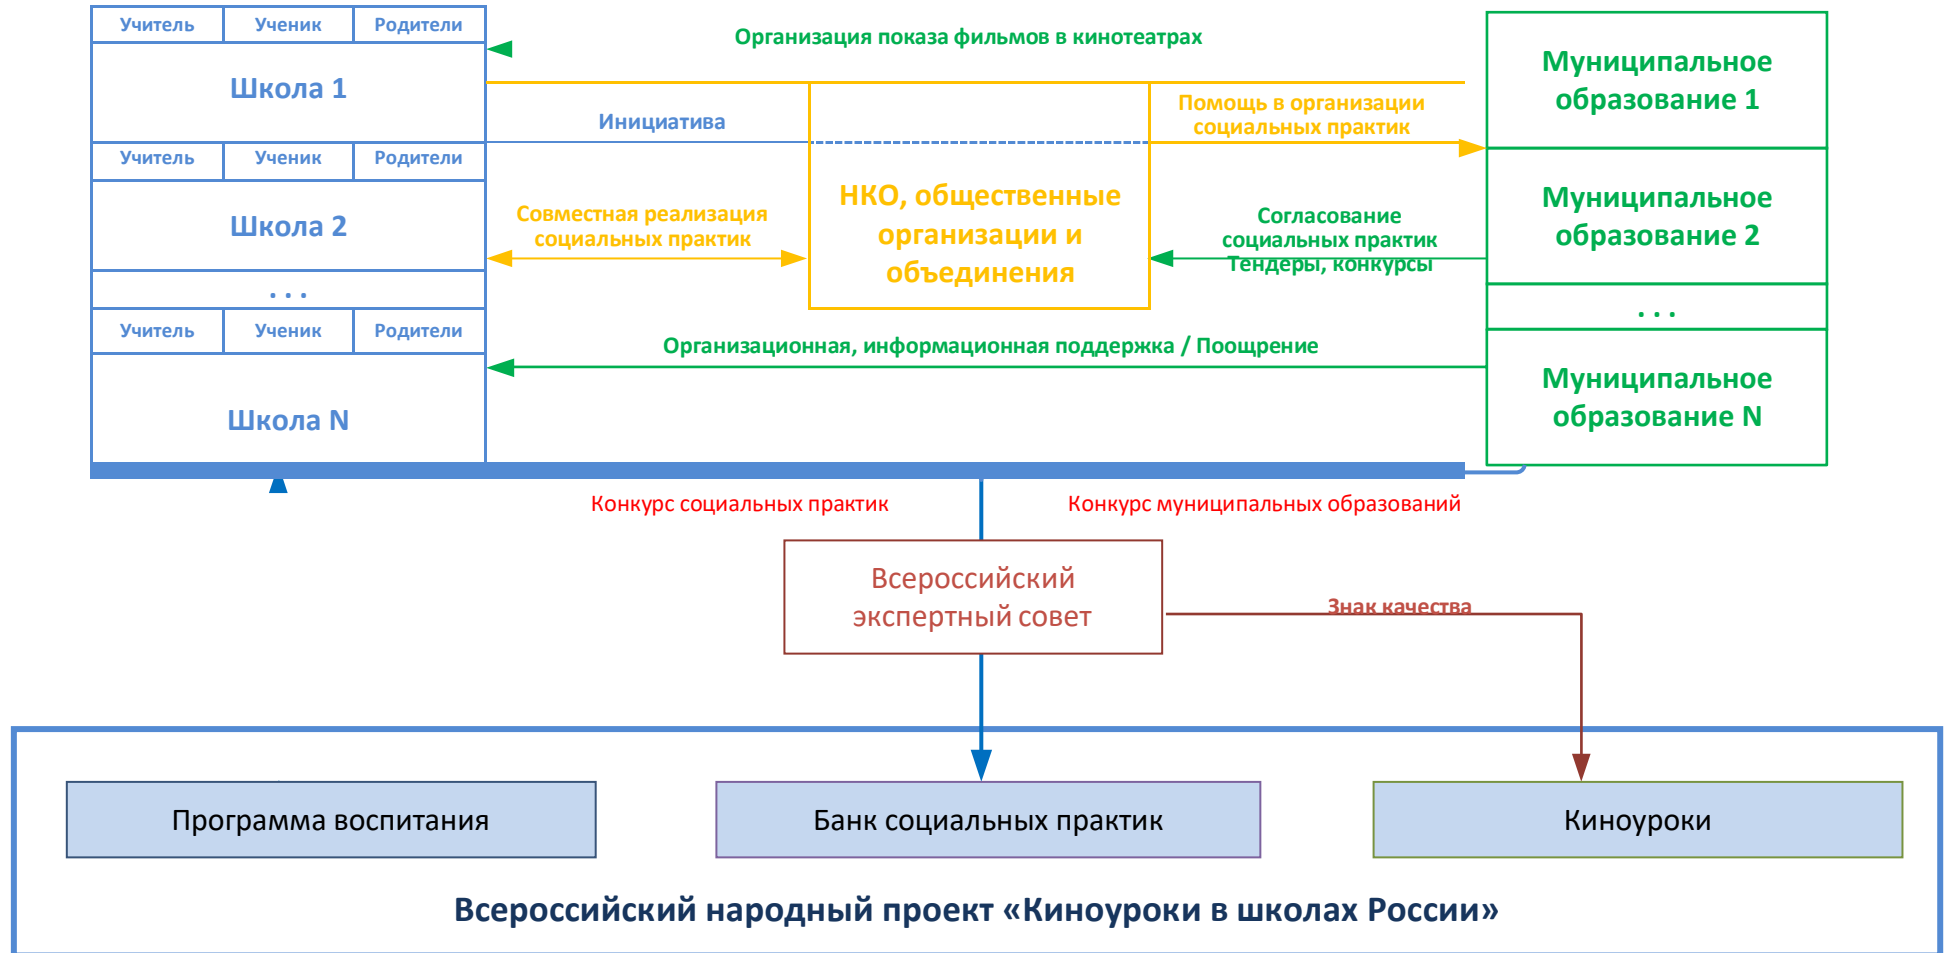 Учитель Ученик Родители
Школа 1
Учитель Ученик Родители
Школа 2
. . .
Учитель Ученик Родители
Школа N
Организация показа фильмов в кинотеатрах
Инициатива
Помощь в организации
социальных практик
Совместная реализация
социальных практик
НКО, общественные
организации и
объединения
Согласование
социальных практик
Тендеры, конкурсы
Организационная, информационная поддержка / Поощрение
Муниципальное
образование 1
Муниципальное
образование 2
. . .
Муниципальное
образование N
Конкурс социальных практик
Конкурс муниципальных образований
Всероссийский
экспертный совет
Знак качества
Программа воспитания
Банк социальных практик
Киноуроки
Всероссийский народный проект «Киноуроки в школах России»